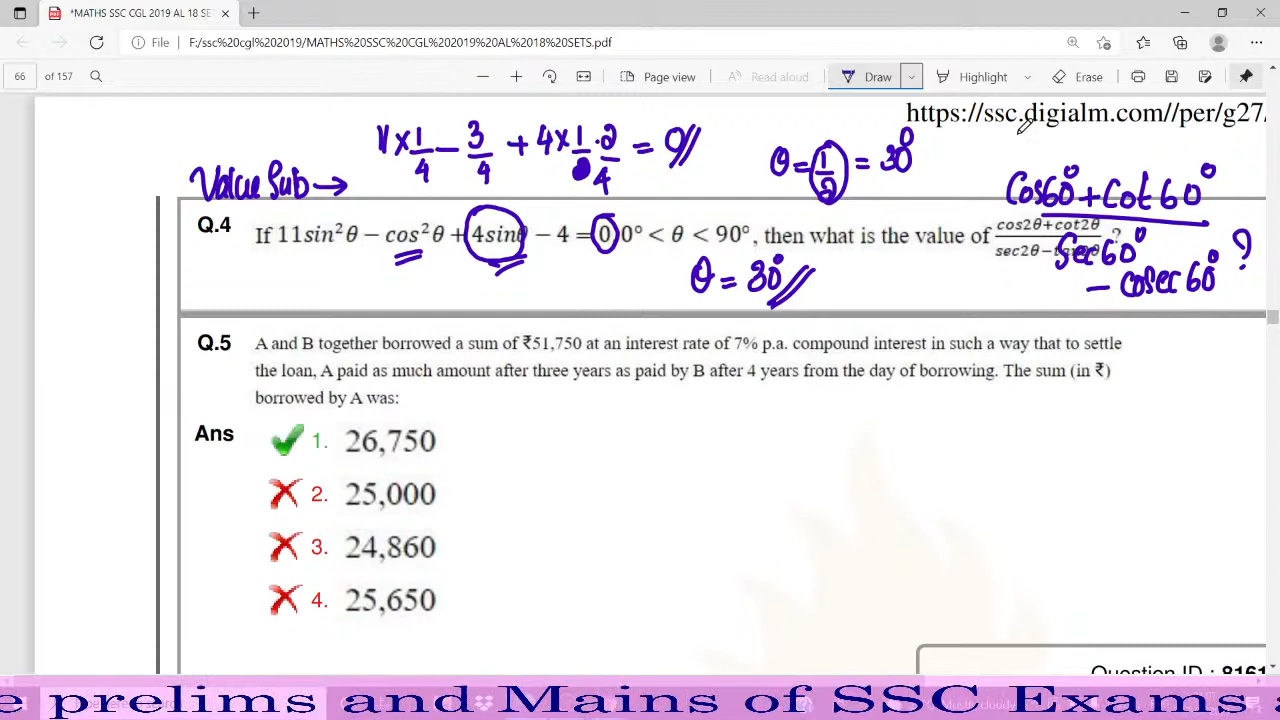 *MATHS SSC CGL 2019 AL 18 SE
File F:/ssc%20cgl%202019/MATHS%20SSC%20CGL%202019%20AL%2018%20SETS.pdf
66 of 157 Page view Read aloud Draw Highlight Erase
https://ssc.digialm.com//per/g27/
11 × 1/4 − 3/4 + 4 × 1/2 · 2/4 = 0//
θ = 1/2 = 30°
Value Sub →
Cos60° + Cot 60°
Q.4 If 11sin²θ − cos²θ + 4sinθ − 4 = 0, 0° < θ < 90°, then what is the value of cos2θ+cot2θ / sec2θ−tan2θ ?
Sec60° − cosec 60° ?
θ = 30°//
Q.5 A and B together borrowed a sum of ₹51,750 at an interest rate of 7% p.a. compound interest in such a way that to settle
the loan, A paid as much amount after three years as paid by B after 4 years from the day of borrowing. The sum (in ₹)
borrowed by A was:
Ans 1. 26,750
2. 25,000
3. 24,860
4. 25,650
Question ID : 8161
e prelims and Mains of SSC Exams